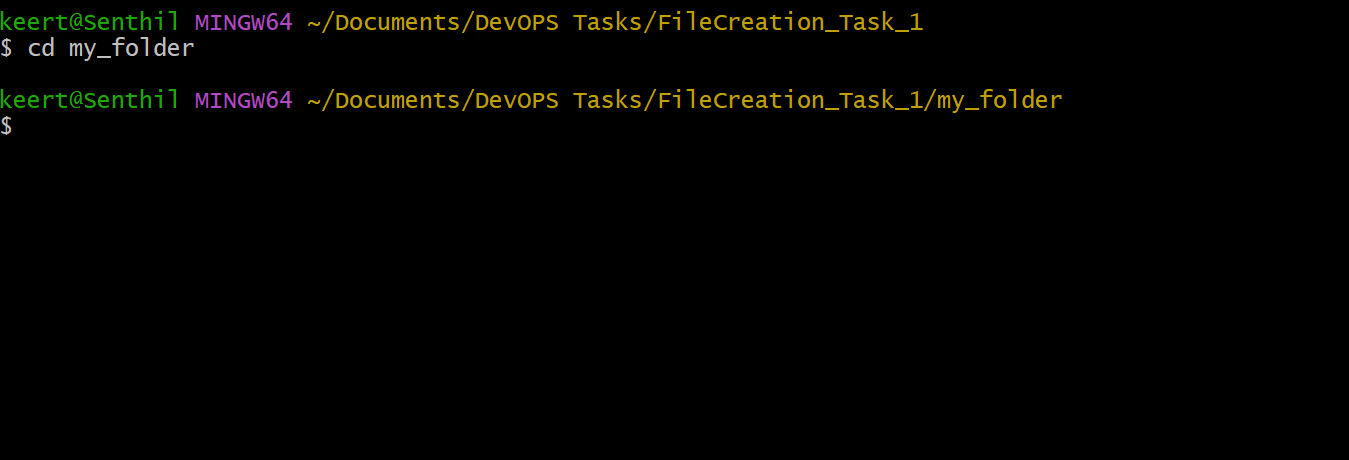 keert@Senthil MINGW64 ~/Documents/DevOPS Tasks/FileCreation_Task_1
$ cd my_folder
keert@Senthil MINGW64 ~/Documents/DevOPS Tasks/FileCreation_Task_1/my_folder
$